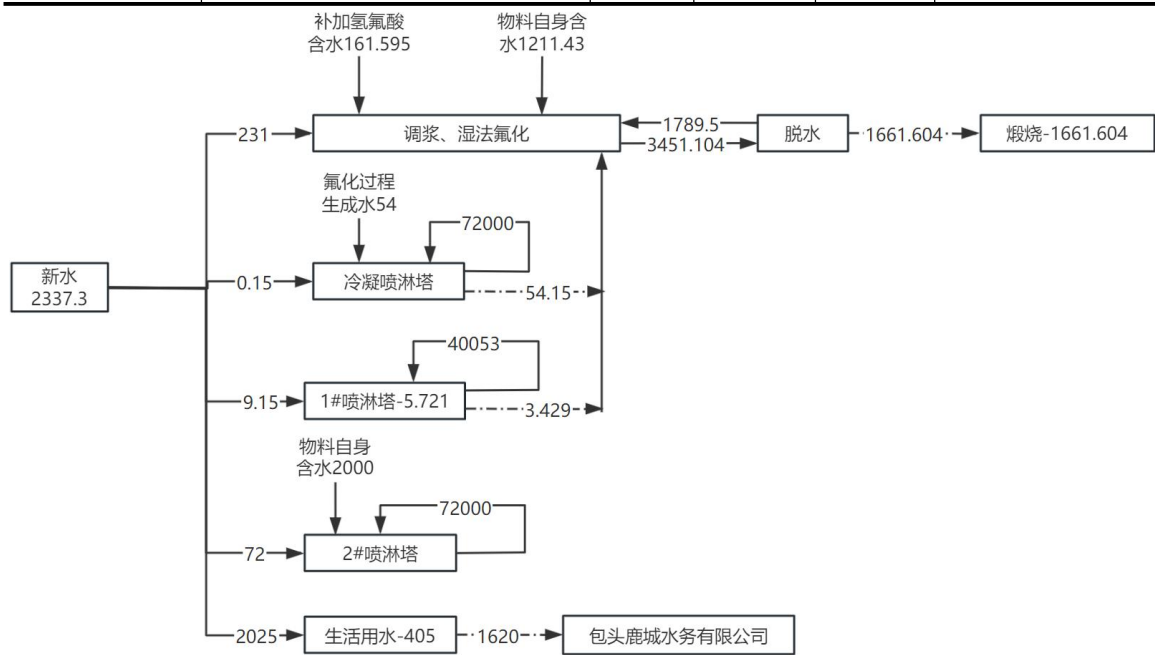 补加氢氟酸
含水161.595
物料自身含
水1211.43
231
调浆、湿法氟化
1789.5
3451.104
脱水
1661.604
煅烧-1661.604
氟化过程
生成水54
72000
新水
2337.3
0.15
冷凝喷淋塔
54.15
40053
9.15
1#喷淋塔-5.721
3.429
物料自身
含水2000
72000
72
2#喷淋塔
2025
生活用水-405
1620
包头鹿城水务有限公司